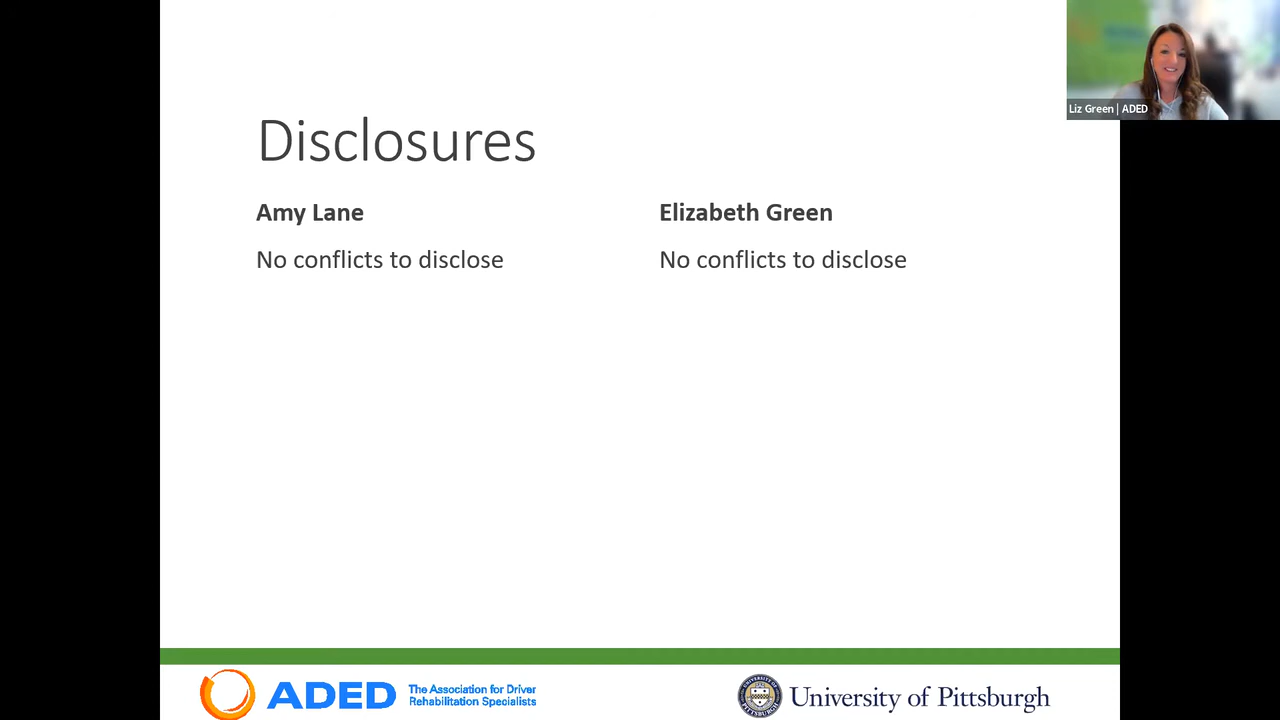 Liz Green | ADED
Disclosures
Amy Lane
No conflicts to disclose
Elizabeth Green
No conflicts to disclose
ADED
The Association for Driver
Rehabilitation Specialists
University of Pittsburgh